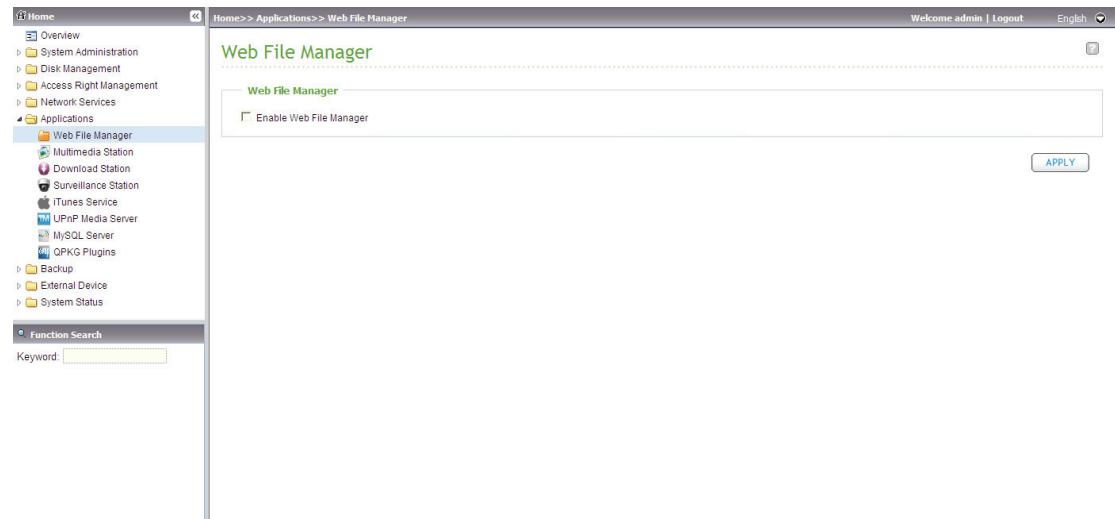 Home
Overview
System Administration
Disk Management
Access Right Management
Network Services
Applications
Web File Manager
Multimedia Station
Download Station
Surveillance Station
iTunes Service
UPnP Media Server
MySQL Server
QPKG Plugins
Backup
External Device
System Status
Function Search
Keyword:
Home>> Applications>> Web File Manager
Welcome admin | Logout English
Web File Manager
Web File Manager
Enable Web File Manager
APPLY